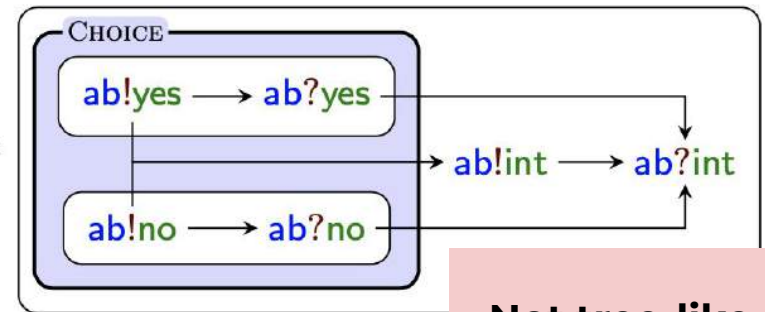 CHOICE
ab!yes → ab?yes
ab!int → ab?int
ab!no → ab?no